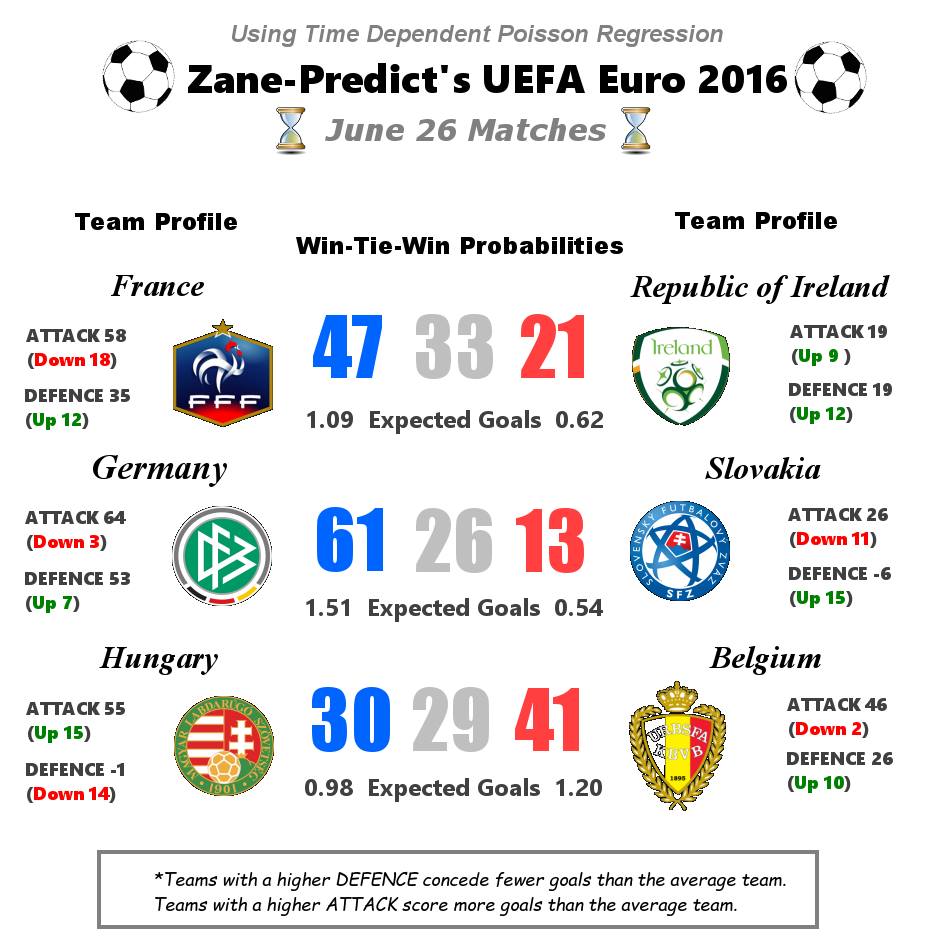 Using Time Dependent Poisson Regression
Zane-Predict's UEFA Euro 2016
June 26 Matches
Team Profile
Win-Tie-Win Probabilities
Team Profile
France
ATTACK 58
(Down 18)
DEFENCE 35
(Up 12)
FFF
47 33 21
1.09 Expected Goals 0.62
Republic of Ireland
Ireland
ATTACK 19
(Up 9 )
DEFENCE 19
(Up 12)
Germany
ATTACK 64
(Down 3)
DEFENCE 53
(Up 7)
DFB
61 26 13
1.51 Expected Goals 0.54
Slovakia
SLOVENSKÝ FUTBALOVÝ ZVÄZ
SFZ
ATTACK 26
(Down 11)
DEFENCE -6
(Up 15)
Hungary
ATTACK 55
(Up 15)
DEFENCE -1
(Down 14)
1901
30 29 41
0.98 Expected Goals 1.20
Belgium
URBSFA
KBVB
1895
ATTACK 46
(Down 2)
DEFENCE 26
(Up 10)
*Teams with a higher DEFENCE concede fewer goals than the average team.
Teams with a higher ATTACK score more goals than the average team.